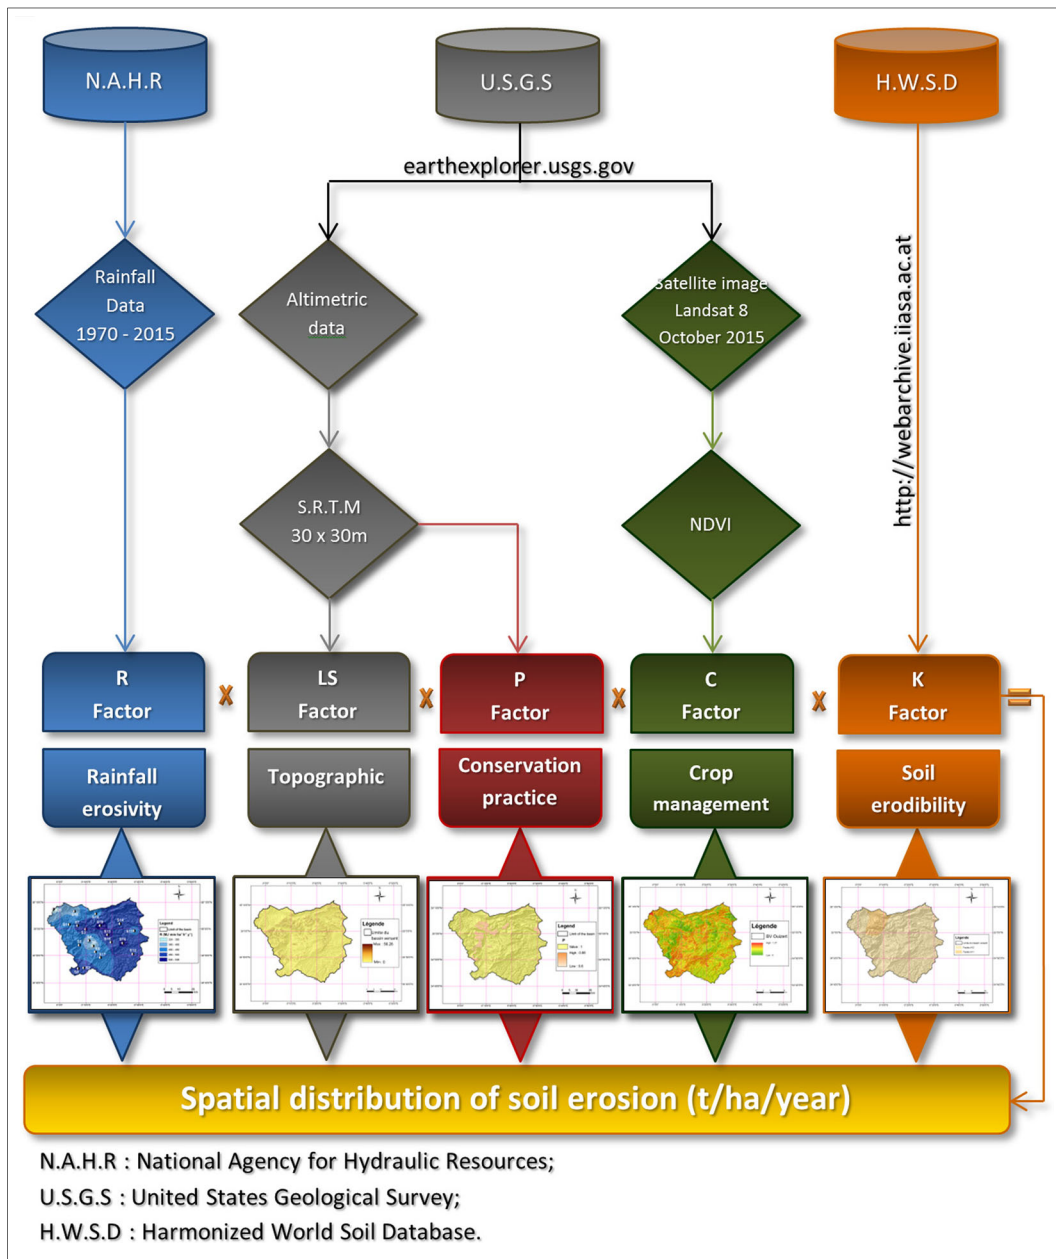 N.A.H.R
U.S.G.S
H.W.S.D
earthexplorer.usgs.gov
http://webarchive.iiasa.ac.at
Rainfall
Data
1970 - 2015
Altimetric
data
Satellite image
Landsat 8
October 2015
S.R.T.M
30 x 30m
NDVI
R
Factor
x
LS
Factor
x
P
Factor
x
C
Factor
x
K
Factor
=
Rainfall
erosivity
Topographic
Conservation
practice
Crop
management
Soil
erodibility
Legend
Légende
Legend
P
Légende
Spatial distribution of soil erosion (t/ha/year)
N.A.H.R : National Agency for Hydraulic Resources;
U.S.G.S : United States Geological Survey;
H.W.S.D : Harmonized World Soil Database.